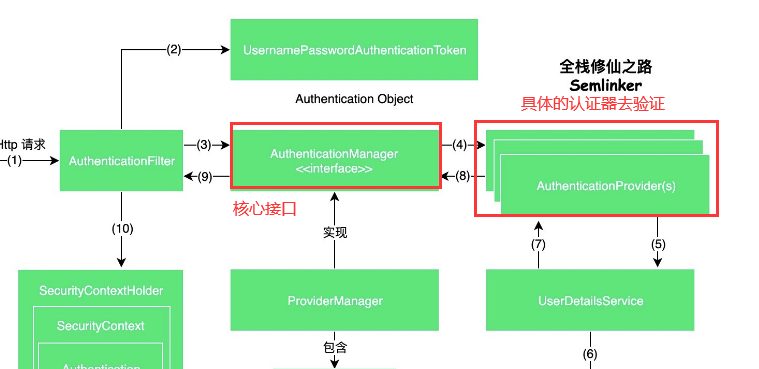 (2)
UsernamePasswordAuthenticationToken
全栈修仙之路
Semlinker
Authentication Object
具体的认证器去验证
Http 请求
(1)
AuthenticationFilter
(3)
(9)
AuthenticationManager
<<interface>>
(4)
(8)
AuthenticationProvider(s)
核心接口
(10)
实现
(7)
(5)
SecurityContextHolder
SecurityContext
Authentication
ProviderManager
UserDetailsService
包含
(6)